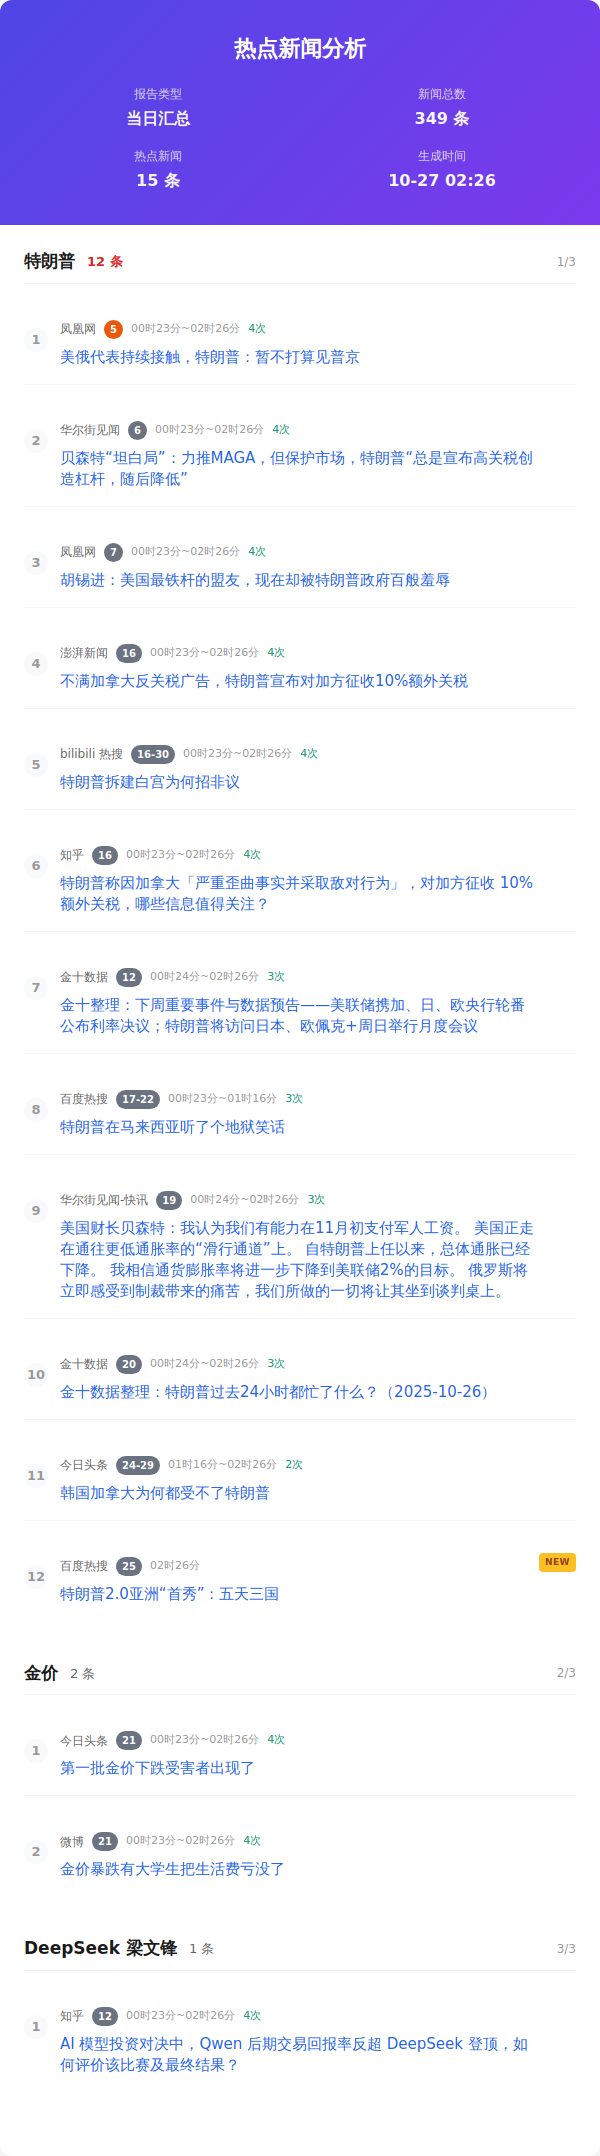 热点新闻分析
报告类型
新闻总数
当日汇总
349 条
热点新闻
生成时间
15 条
10-27 02:26
特朗普 12 条 1/3
1 凤凰网 5 00时23分~02时26分 4次
美俄代表持续接触，特朗普：暂不打算见普京
2 华尔街见闻 6 00时23分~02时26分 4次
贝森特“坦白局”：力推MAGA，但保护市场，特朗普“总是宣布高关税创
造杠杆，随后降低”
3 凤凰网 7 00时23分~02时26分 4次
胡锡进：美国最铁杆的盟友，现在却被特朗普政府百般羞辱
4 澎湃新闻 16 00时23分~02时26分 4次
不满加拿大反关税广告，特朗普宣布对加方征收10%额外关税
5 bilibili 热搜 16-30 00时23分~02时26分 4次
特朗普拆建白宫为何招非议
6 知乎 16 00时23分~02时26分 4次
特朗普称因加拿大「严重歪曲事实并采取敌对行为」，对加方征收 10%
额外关税，哪些信息值得关注？
7 金十数据 12 00时24分~02时26分 3次
金十整理：下周重要事件与数据预告——美联储携加、日、欧央行轮番
公布利率决议；特朗普将访问日本、欧佩克+周日举行月度会议
8 百度热搜 17-22 00时23分~01时16分 3次
特朗普在马来西亚听了个地狱笑话
9 华尔街见闻-快讯 19 00时24分~02时26分 3次
美国财长贝森特：我认为我们有能力在11月初支付军人工资。 美国正走
在通往更低通胀率的“滑行通道”上。 自特朗普上任以来，总体通胀已经
下降。 我相信通货膨胀率将进一步下降到美联储2%的目标。 俄罗斯将
立即感受到制裁带来的痛苦，我们所做的一切将让其坐到谈判桌上。
10 金十数据 20 00时24分~02时26分 3次
金十数据整理：特朗普过去24小时都忙了什么？（2025-10-26）
11 今日头条 24-29 01时16分~02时26分 2次
韩国加拿大为何都受不了特朗普
12 百度热搜 25 02时26分 NEW
特朗普2.0亚洲“首秀”：五天三国
金价 2 条 2/3
1 今日头条 21 00时23分~02时26分 4次
第一批金价下跌受害者出现了
2 微博 21 00时23分~02时26分 4次
金价暴跌有大学生把生活费亏没了
DeepSeek 梁文锋 1 条 3/3
1 知乎 12 00时23分~02时26分 4次
AI 模型投资对决中，Qwen 后期交易回报率反超 DeepSeek 登顶，如
何评价该比赛及最终结果？